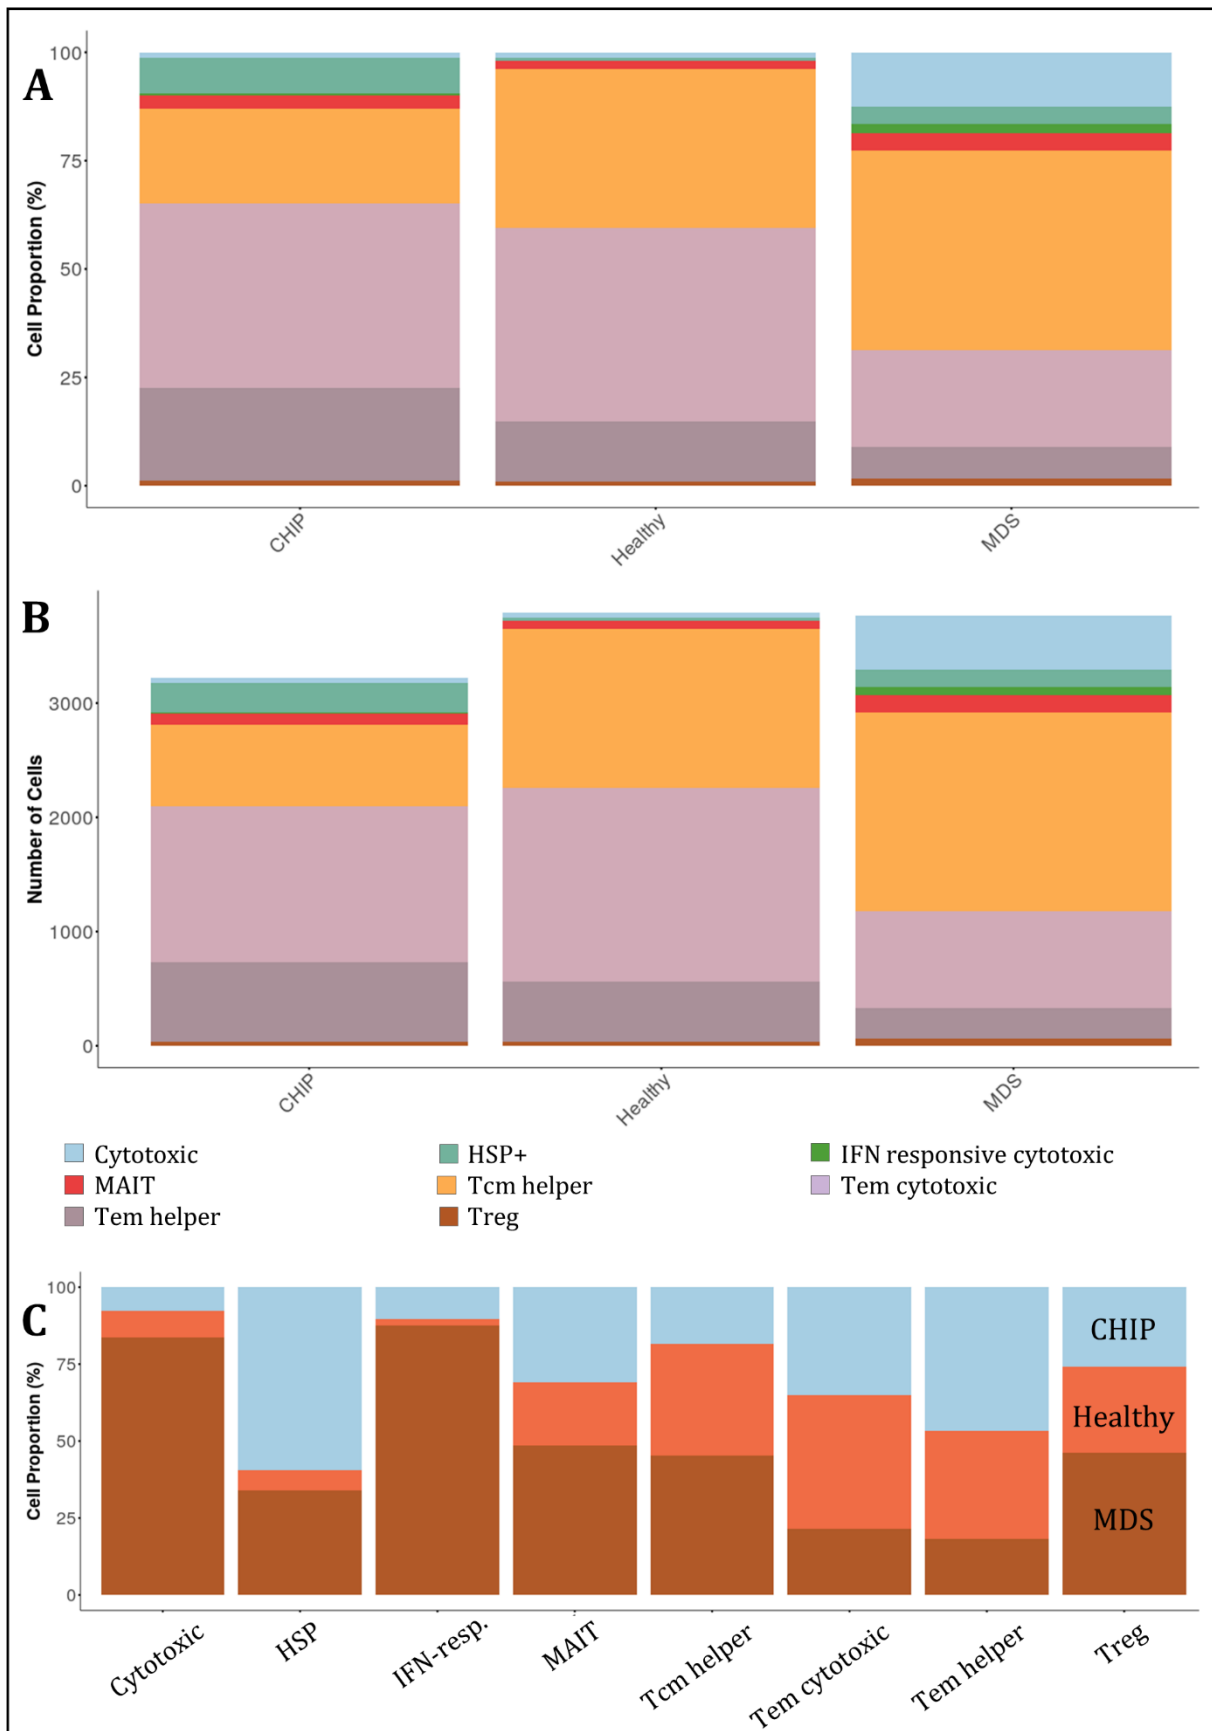 A
Cell Proportion (%)
100
75
50
25
0
CHIP Healthy MDS
B
Number of Cells
3000
2000
1000
0
CHIP Healthy MDS
Cytotoxic HSP+ IFN responsive cytotoxic
MAIT Tcm helper Tem cytotoxic
Tem helper Treg
C
Cell Proportion (%)
100
75
50
25
0
CHIP
Healthy
MDS
Cytotoxic HSP IFN-resp. MAIT Tcm helper Tem cytotoxic Tem helper Treg